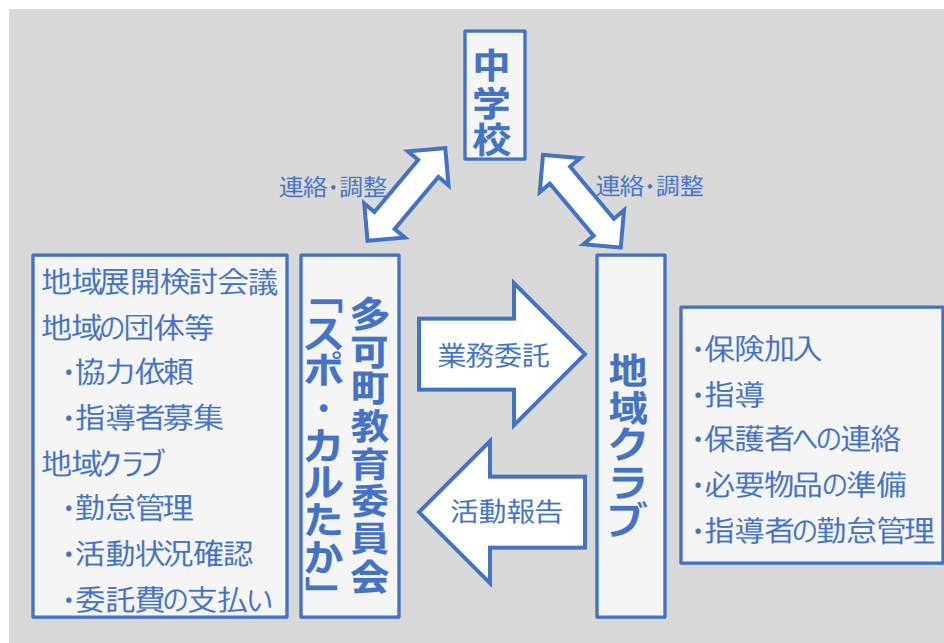 中学校
連絡・調整
連絡・調整
地域展開検討会議
地域の団体等
・協力依頼
・指導者募集
地域クラブ
・勤怠管理
・活動状況確認
・委託費の支払い
多可町教育委員会
「スポ・カルたか」
業務委託
活動報告
地域クラブ
・保険加入
・指導
・保護者への連絡
・必要物品の準備
・指導者の勤怠管理